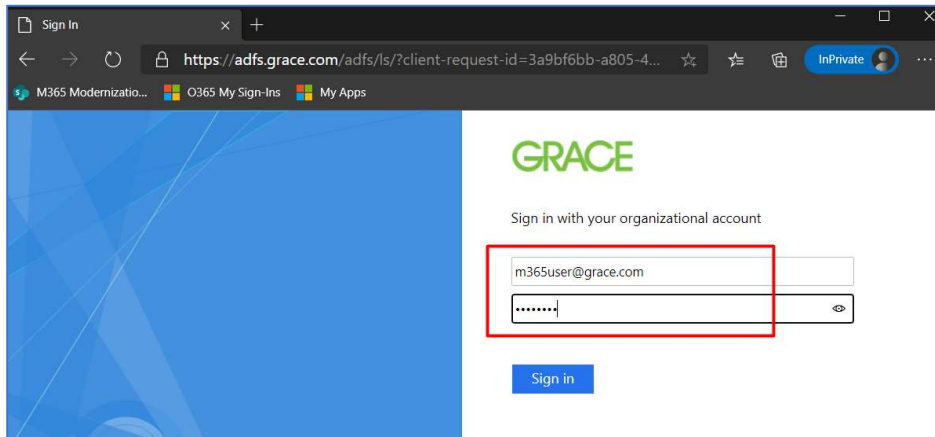 Sign In
https://adfs.grace.com/adfs/ls/?client-request-id=3a9bf6bb-a805-4...
InPrivate
M365 Modernizatio... O365 My Sign-Ins My Apps
GRACE
Sign in with your organizational account
m365user@grace.com
••••••••
Sign in